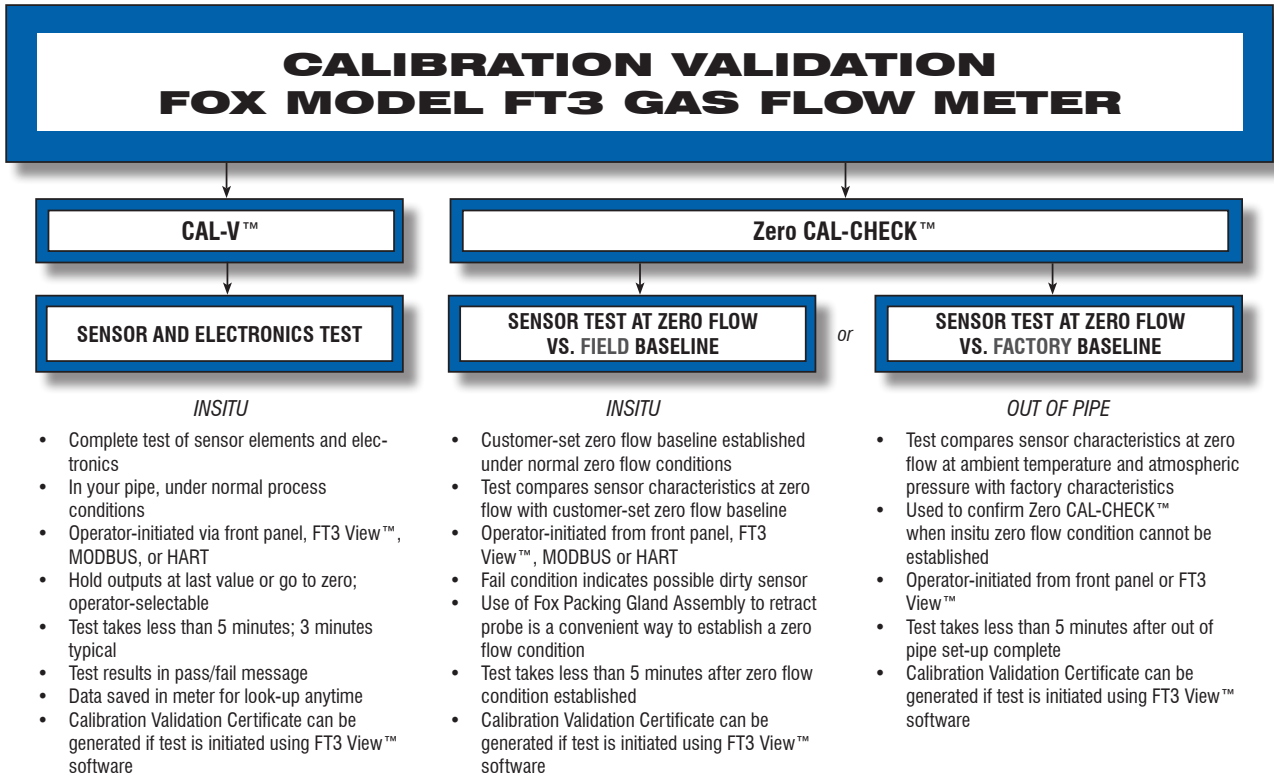 CALIBRATION VALIDATION
FOX MODEL FT3 GAS FLOW METER
CAL-V™
Zero CAL-CHECK™
SENSOR AND ELECTRONICS TEST
SENSOR TEST AT ZERO FLOW
VS. FIELD BASELINE
or
SENSOR TEST AT ZERO FLOW
VS. FACTORY BASELINE
INSITU
• Complete test of sensor elements and elec-
tronics
• In your pipe, under normal process
conditions
• Operator-initiated via front panel, FT3 View™,
MODBUS, or HART
• Hold outputs at last value or go to zero;
operator-selectable
• Test takes less than 5 minutes; 3 minutes
typical
• Test results in pass/fail message
• Data saved in meter for look-up anytime
• Calibration Validation Certificate can be
generated if test is initiated using FT3 View™
software
INSITU
• Customer-set zero flow baseline established
under normal zero flow conditions
• Test compares sensor characteristics at zero
flow with customer-set zero flow baseline
• Operator-initiated from front panel, FT3
View™, MODBUS or HART
• Fail condition indicates possible dirty sensor
• Use of Fox Packing Gland Assembly to retract
probe is a convenient way to establish a zero
flow condition
• Test takes less than 5 minutes after zero flow
condition established
• Calibration Validation Certificate can be
generated if test is initiated using FT3 View™
software
OUT OF PIPE
• Test compares sensor characteristics at zero
flow at ambient temperature and atmospheric
pressure with factory characteristics
• Used to confirm Zero CAL-CHECK™
when insitu zero flow condition cannot be
established
• Operator-initiated from front panel or FT3
View™
• Test takes less than 5 minutes after out of
pipe set-up complete
• Calibration Validation Certificate can be
generated if test is initiated using FT3 View™
software